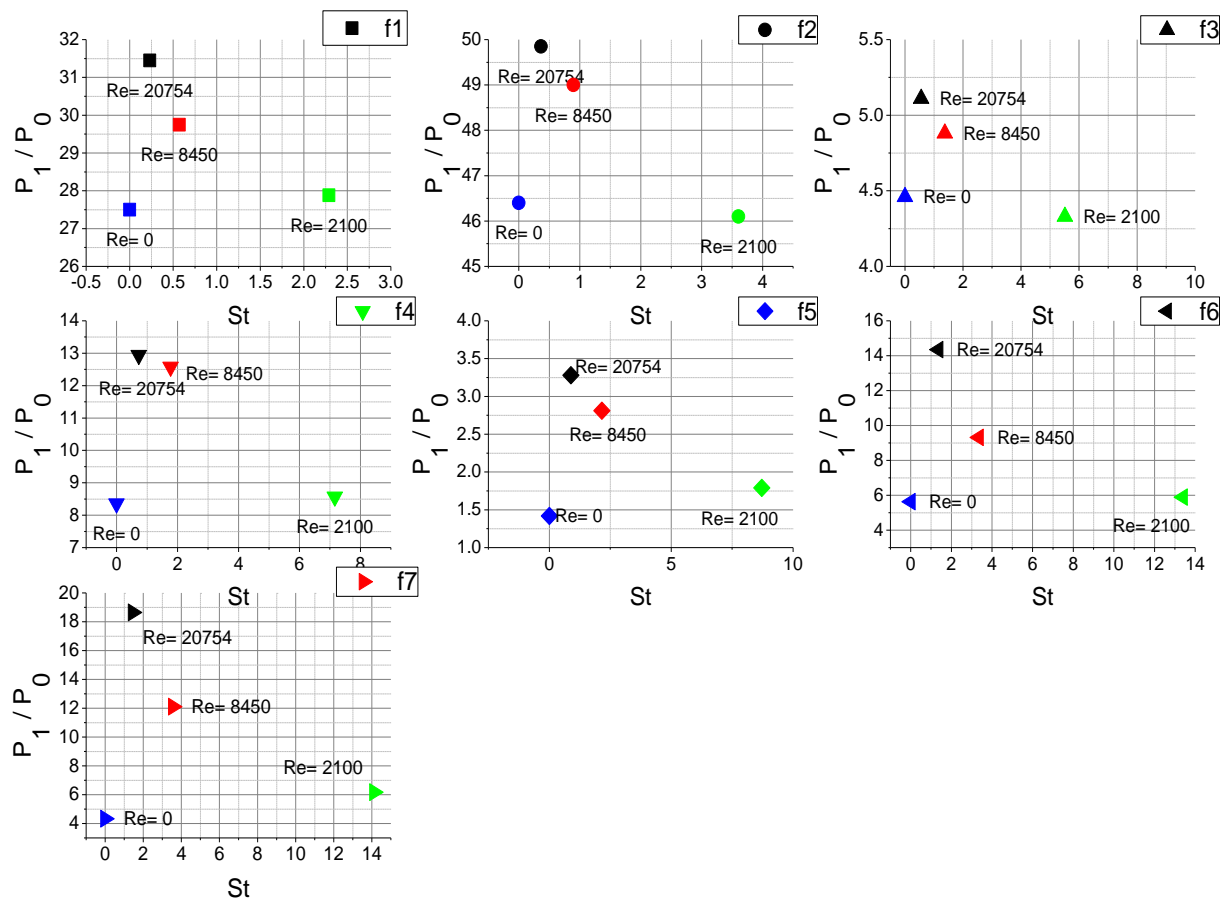 f1
32
31
30
29
28
27
26
P1 / P0
Re= 20754
Re= 8450
Re= 0
Re= 2100
-0.5 0.0 0.5 1.0 1.5 2.0 2.5 3.0
St
f2
50
49
48
47
46
45
P1 / P0
Re= 20754
Re= 8450
Re= 0
Re= 2100
0 1 2 3 4
St
f3
5.5
5.0
4.5
4.0
P1 / P0
Re= 20754
Re= 8450
Re= 0
Re= 2100
0 2 4 6 8 10
St
f4
14
13
12
11
10
9
8
7
P1 / P0
Re= 8450
Re= 20754
Re= 0
Re= 2100
0 2 4 6 8
St
f5
4.0
3.5
3.0
2.5
2.0
1.5
1.0
P1 / P0
Re= 20754
Re= 8450
Re= 0
Re= 2100
0 5 10
St
f6
16
14
12
10
8
6
4
P1 / P0
Re= 20754
Re= 8450
Re= 0
Re= 2100
0 2 4 6 8 10 12 14
St
f7
20
18
16
14
12
10
8
6
4
P1 / P0
Re= 20754
Re= 8450
Re= 2100
Re= 0
0 2 4 6 8 10 12 14
St